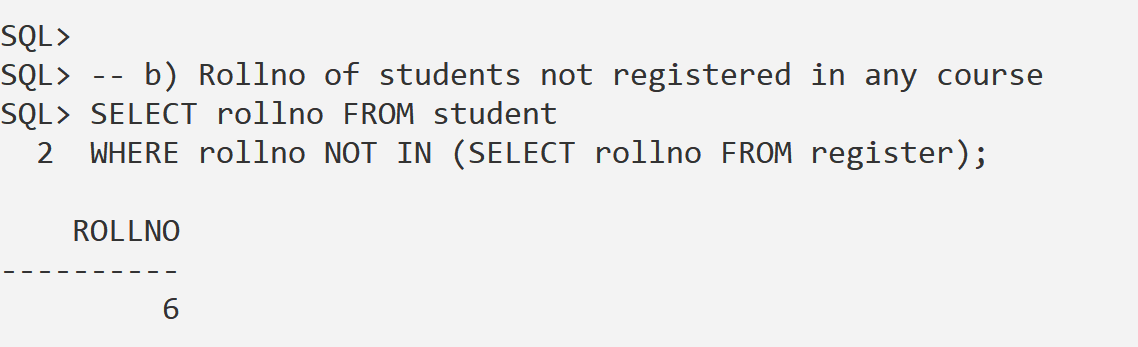 SQL>
SQL> -- b) Rollno of students not registered in any course
SQL> SELECT rollno FROM student
  2  WHERE rollno NOT IN (SELECT rollno FROM register);

    ROLLNO
----------
         6